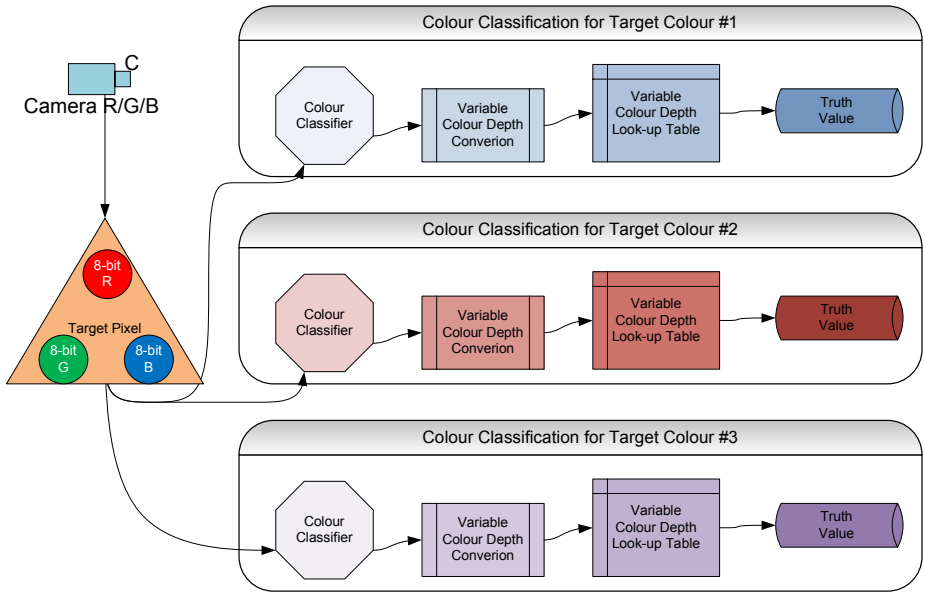 C
Camera R/G/B
8-bit
R
Target Pixel
8-bit
G
8-bit
B
Colour Classification for Target Colour #1
Colour
Classifier
Variable
Colour Depth
Converion
Variable
Colour Depth
Look-up Table
Truth
Value
Colour Classification for Target Colour #2
Colour
Classifier
Variable
Colour Depth
Converion
Variable
Colour Depth
Look-up Table
Truth
Value
Colour Classification for Target Colour #3
Colour
Classifier
Variable
Colour Depth
Converion
Variable
Colour Depth
Look-up Table
Truth
Value